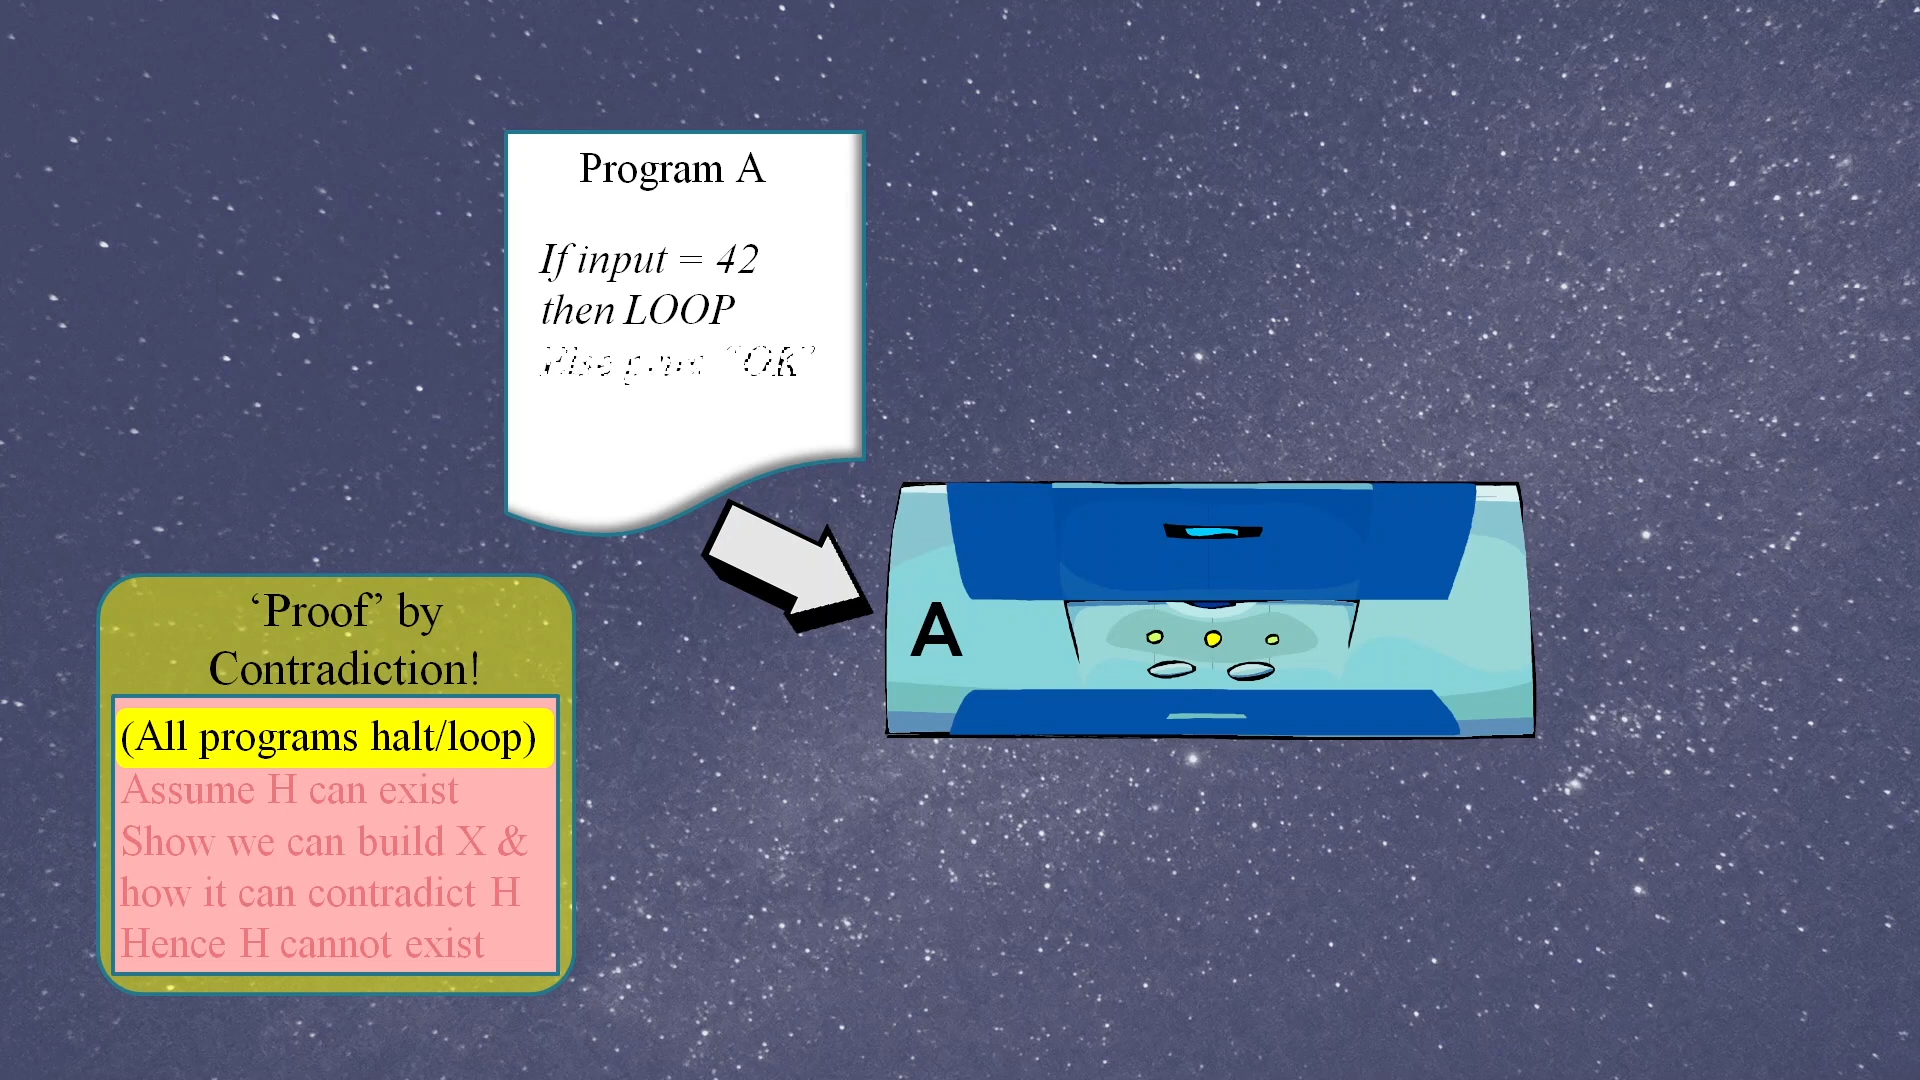 Program A
If input = 42
then LOOP
“OK”
A
‘Proof’ by
Contradiction!
(All programs halt/loop)
Assume H can exist
Show we can build X &
how it can contradict H
Hence H cannot exist